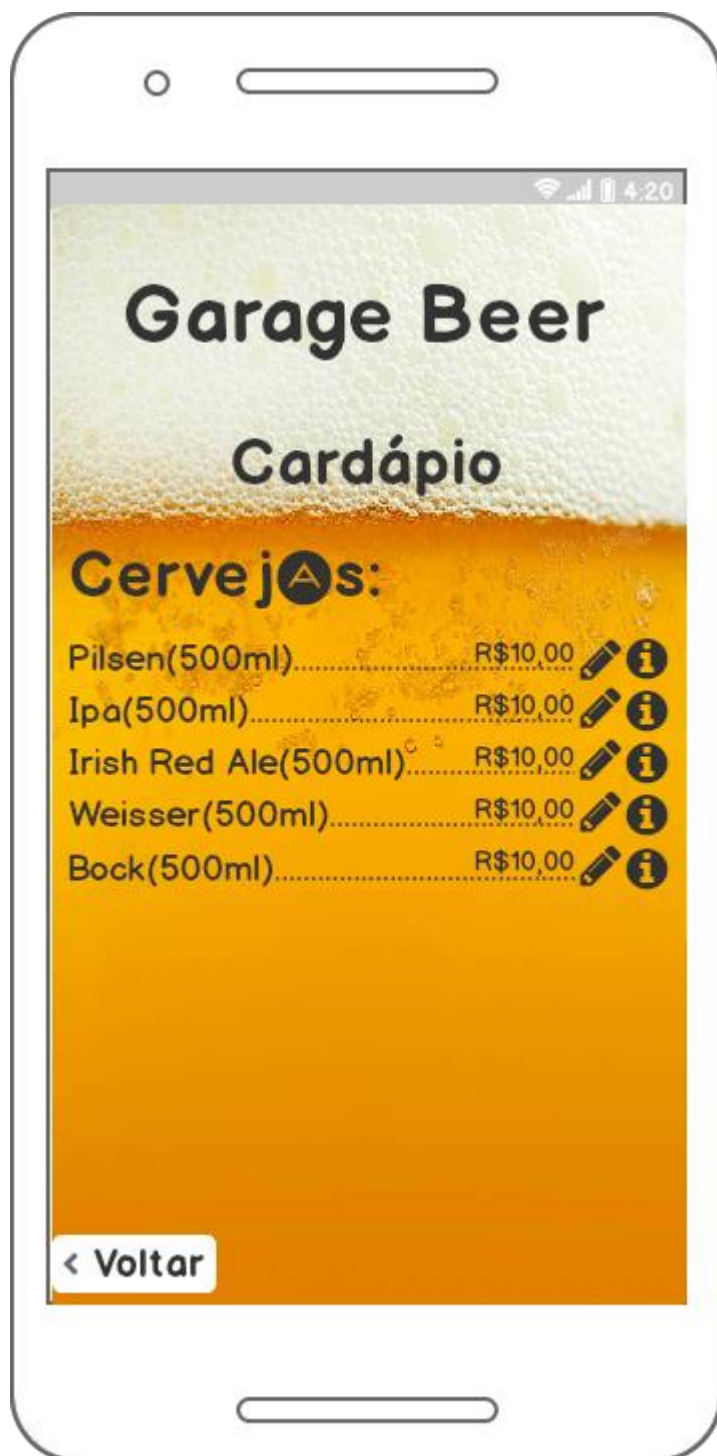 4:20
Garage Beer
Cardápio
Cervejas:
Pilsen(500ml)..............................R$10,00
Ipa(500ml)..............................R$10,00
Irish Red Ale(500ml)..............R$10,00
Weisser(500ml)........................R$10,00
Bock(500ml)..............................R$10,00
< Voltar